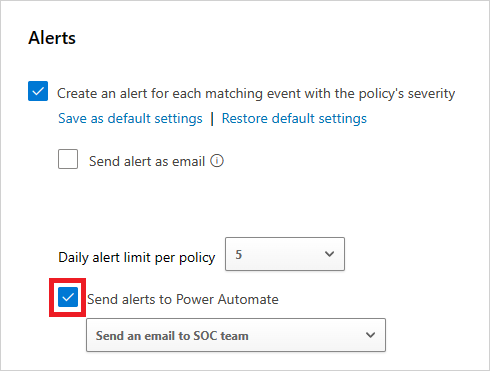 Alerts
Create an alert for each matching event with the policy's severity
Save as default settings | Restore default settings
Send alert as email
Daily alert limit per policy 5
Send alerts to Power Automate
Send an email to SOC team